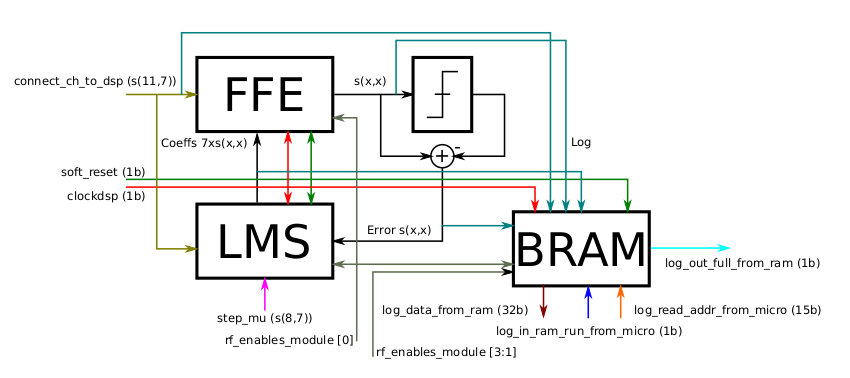 connect_ch_to_dsp (s(11,7))
FFE
s(x,x)
-
+
Coeffs 7xs(x,x)
Log
soft_reset (1b)
clockdsp (1b)
LMS
Error s(x,x)
BRAM
log_out_full_from_ram (1b)
step_mu (s(8,7))
log_data_from_ram (32b)
log_read_addr_from_micro (15b)
log_in_ram_run_from_micro (1b)
rf_enables_module [0]
rf_enables_module [3:1]